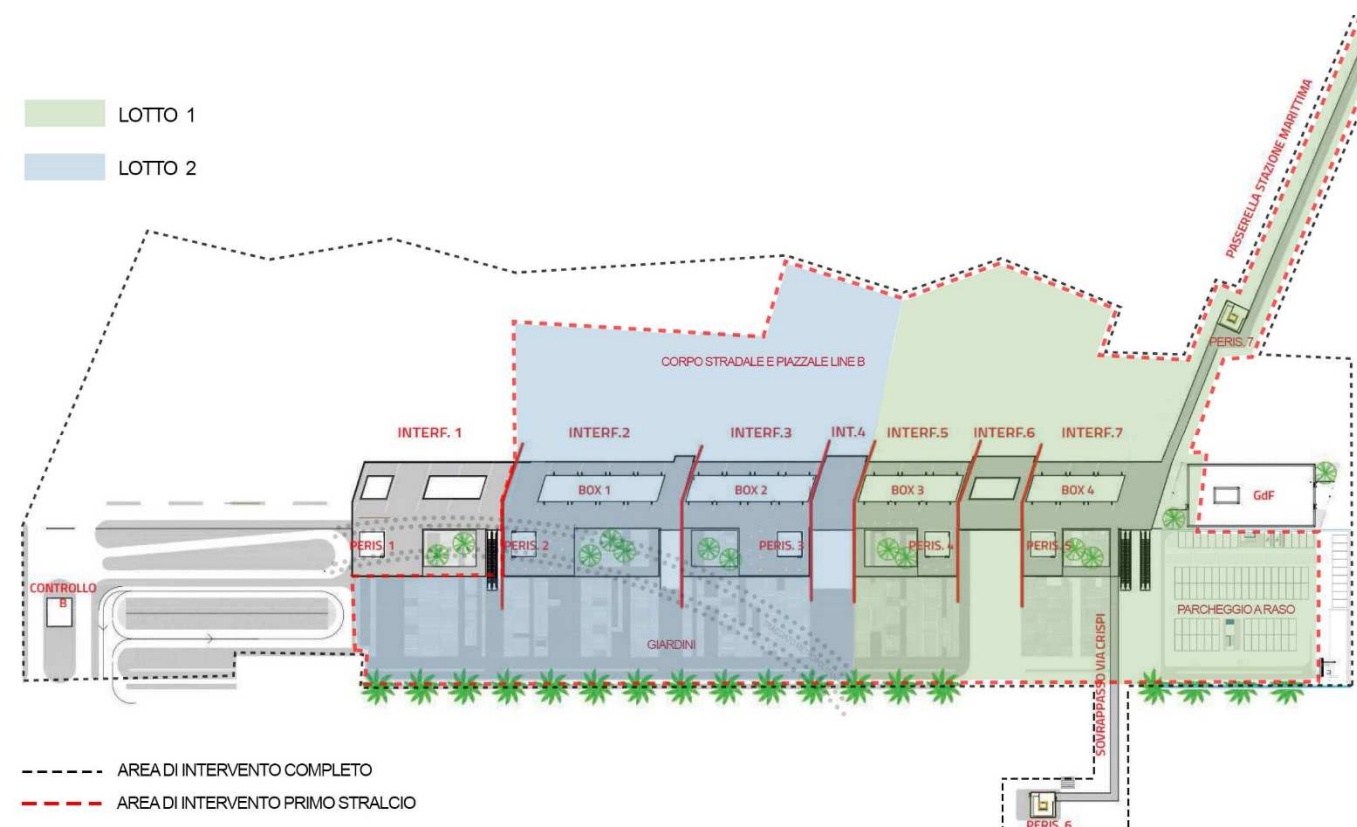 LOTTO 1
LOTTO 2
PASSERELLA STAZIONE MARITTIMA
PERIS. 7
CORPO STRADALE E PIAZZALE LINE B
INTERF. 1
INTERF.2
INTERF.3
INT.4
INTERF.5
INTERF.6
INTERF.7
BOX 1
BOX 2
BOX 3
BOX 4
GdF
PERIS. 1
PERIS. 2
PERIS. 3
PERIS. 4
PERIS. 5
CONTROLLO
B
GIARDINI
PARCHEGGIO A RASO
SOVRAPPASSO VIA CRISPI
PERIS. 6
AREA DI INTERVENTO COMPLETO
AREA DI INTERVENTO PRIMO STRALCIO